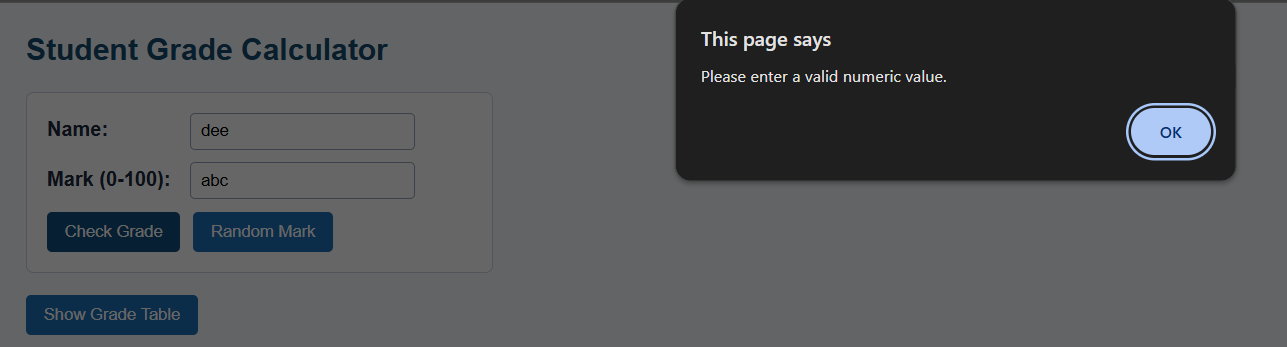 Student Grade Calculator
Name:
dee
Mark (0-100):
abc
Check Grade
Random Mark
Show Grade Table
This page says
Please enter a valid numeric value.
OK